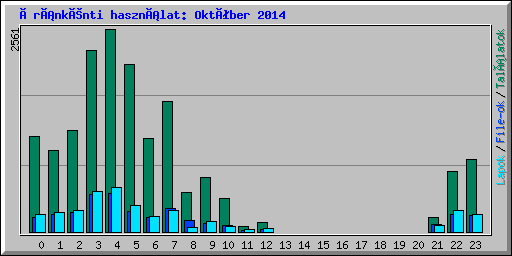 Ã rÃ¡nkÃ©nti hasznÃ¡lat: OktÃ³ber 2014
2561
0 1 2 3 4 5 6 7 8 9 10 11 12 13 14 15 16 17 18 19 20 21 22 23
Lapok / File-ok / TalÃ¡latok